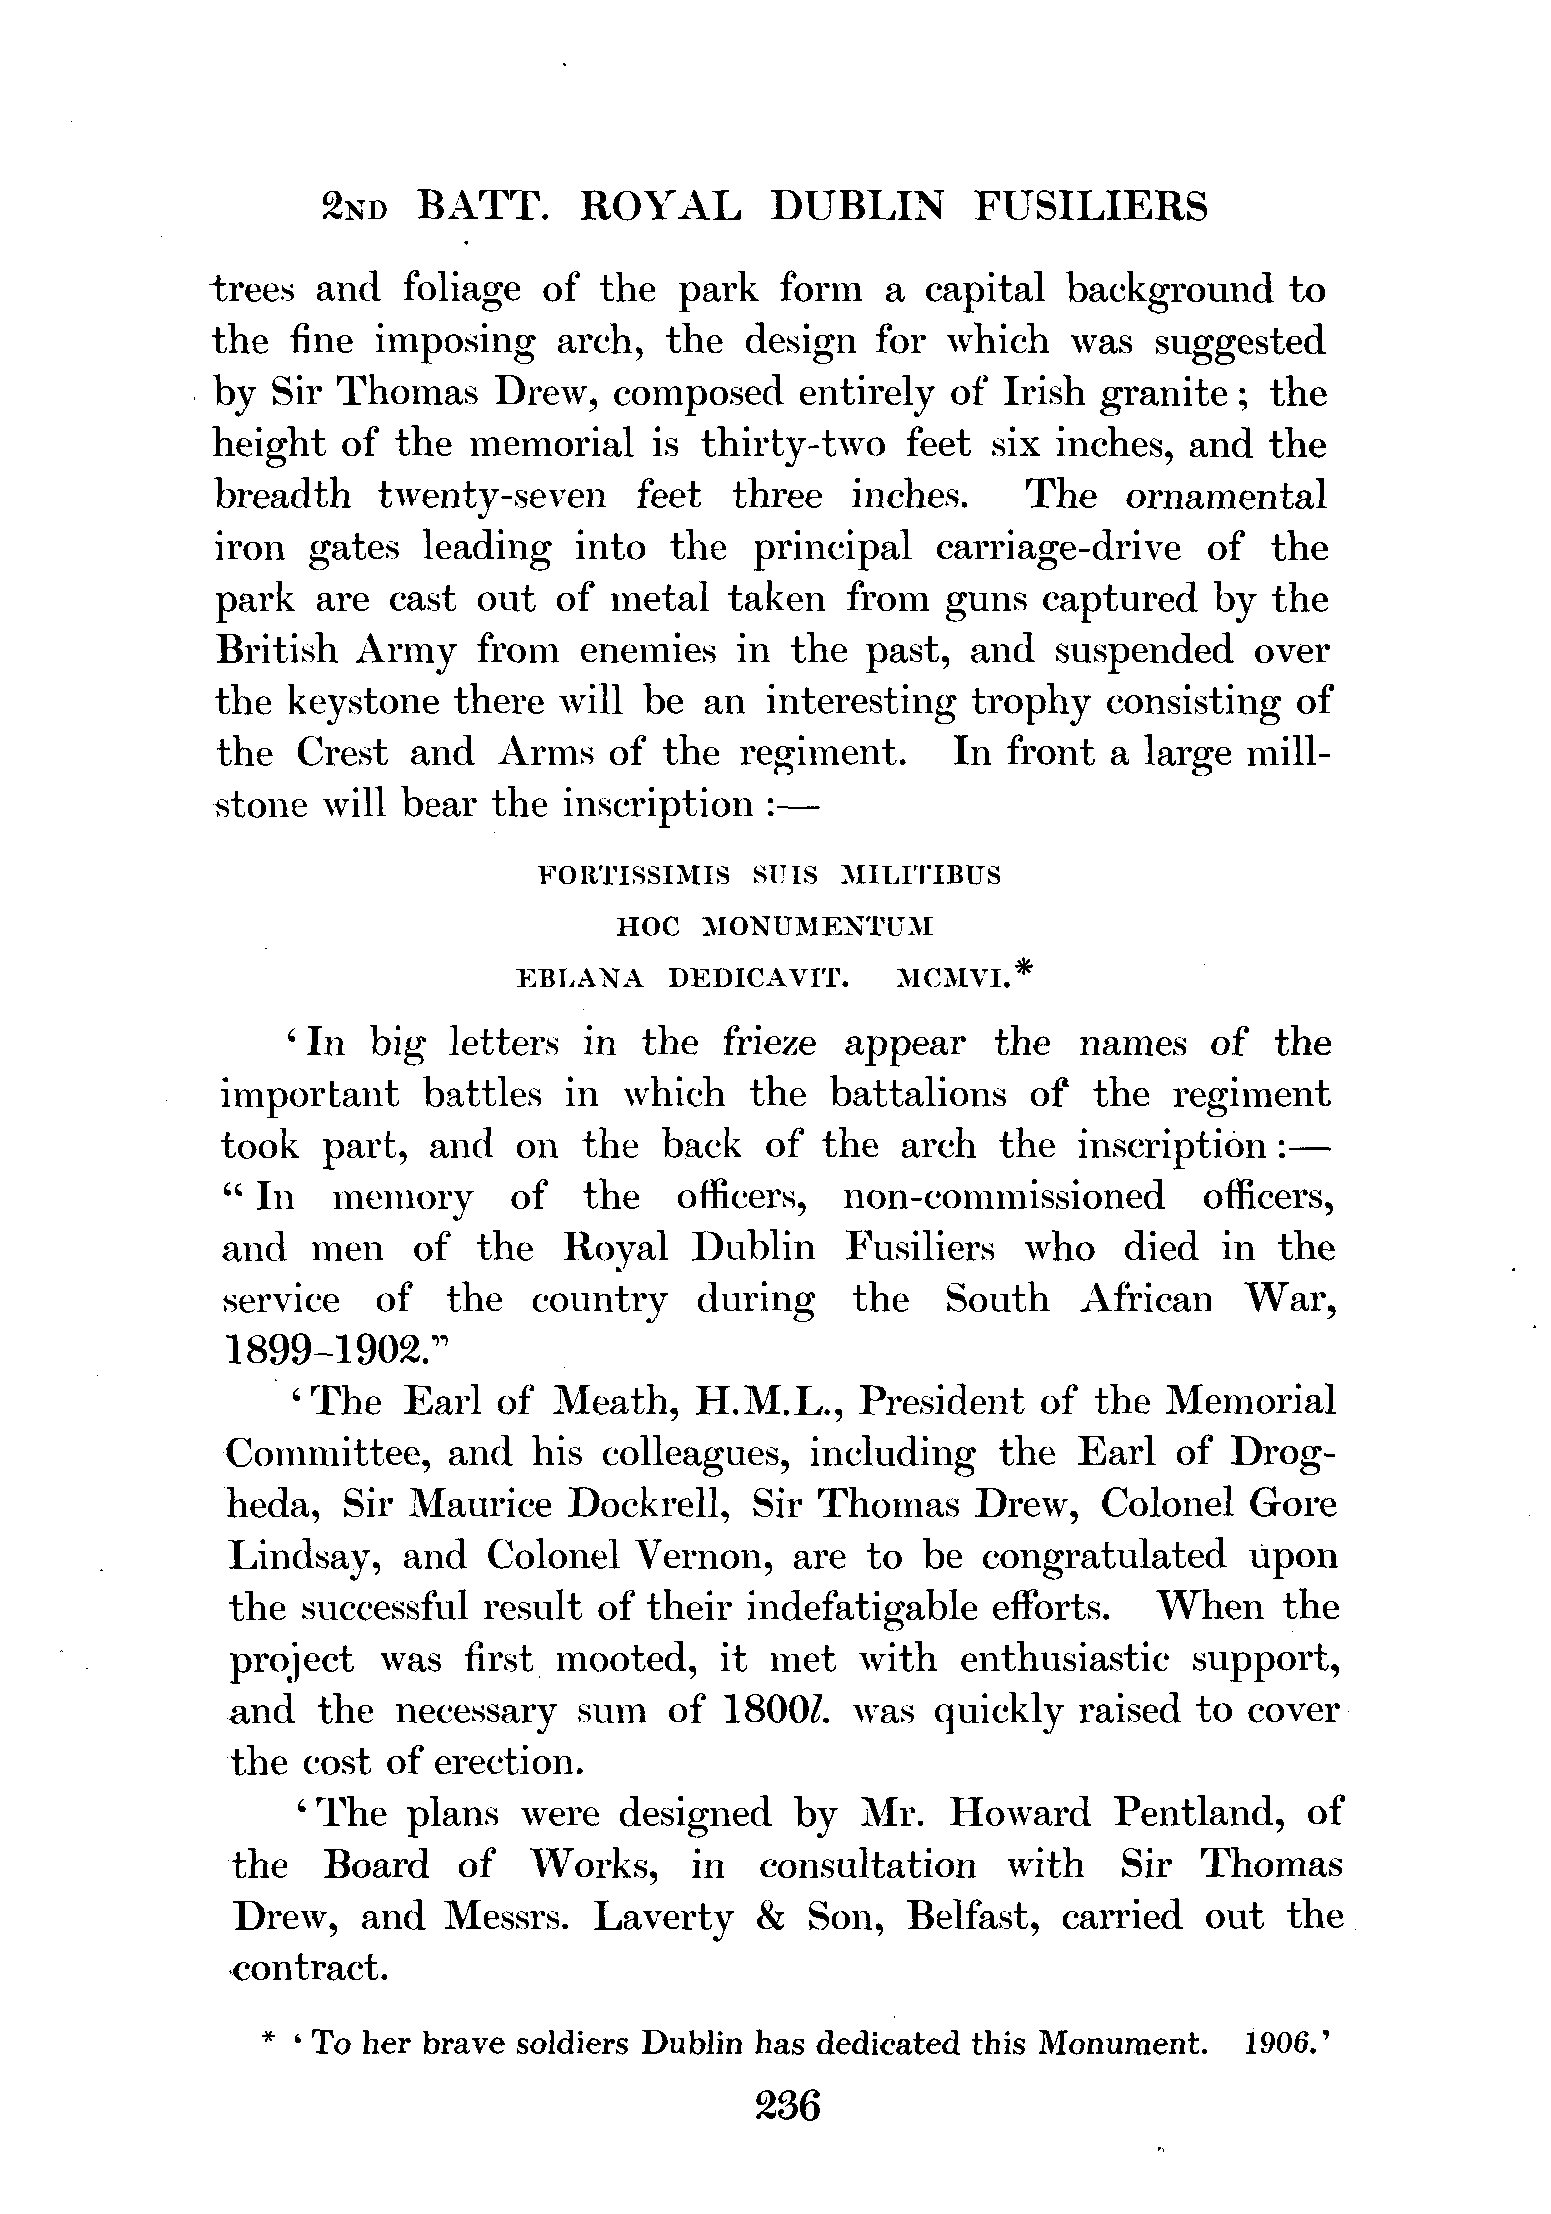 2ND BATT. ROYAL DUBLIN FUSILIERS
trees and foliage of the park form a capital background to
the fine imposing arch, the design for which was suggested
by Sir Thomas Drew, composed entirely of Irish granite; the
height of the memorial is thirty-two feet six inches, and the
breadth twenty-seven feet three inches. The ornamental
iron gates leading into the principal carriage-drive of the
park are cast out of metal taken from guns captured by the
British Army from enemies in the past, and suspended over
the keystone there will be an interesting trophy consisting of
the Crest and Arms of the regiment. In front a large mill-
stone will bear the inscription :—
FORTISSIMIS SUIS MILITIBUS
HOC MONUMENTUM
EBLANA DEDICAVIT. MCMVI.*
‘In big letters in the frieze appear the names of the
important battles in which the battalions of the regiment
took part, and on the back of the arch the inscription :—
“In memory of the officers, non-commissioned officers,
and men of the Royal Dublin Fusiliers who died in the
service of the country during the South African War,
1899–1902.”
‘The Earl of Meath, H.M.L., President of the Memorial
Committee, and his colleagues, including the Earl of Drog-
heda, Sir Maurice Dockrell, Sir Thomas Drew, Colonel Gore
Lindsay, and Colonel Vernon, are to be congratulated upon
the successful result of their indefatigable efforts. When the
project was first mooted, it met with enthusiastic support,
and the necessary sum of 1800l. was quickly raised to cover
the cost of erection.
‘The plans were designed by Mr. Howard Pentland, of
the Board of Works, in consultation with Sir Thomas
Drew, and Messrs. Laverty & Son, Belfast, carried out the
contract.
* ‘To her brave soldiers Dublin has dedicated this Monument. 1906.’
236